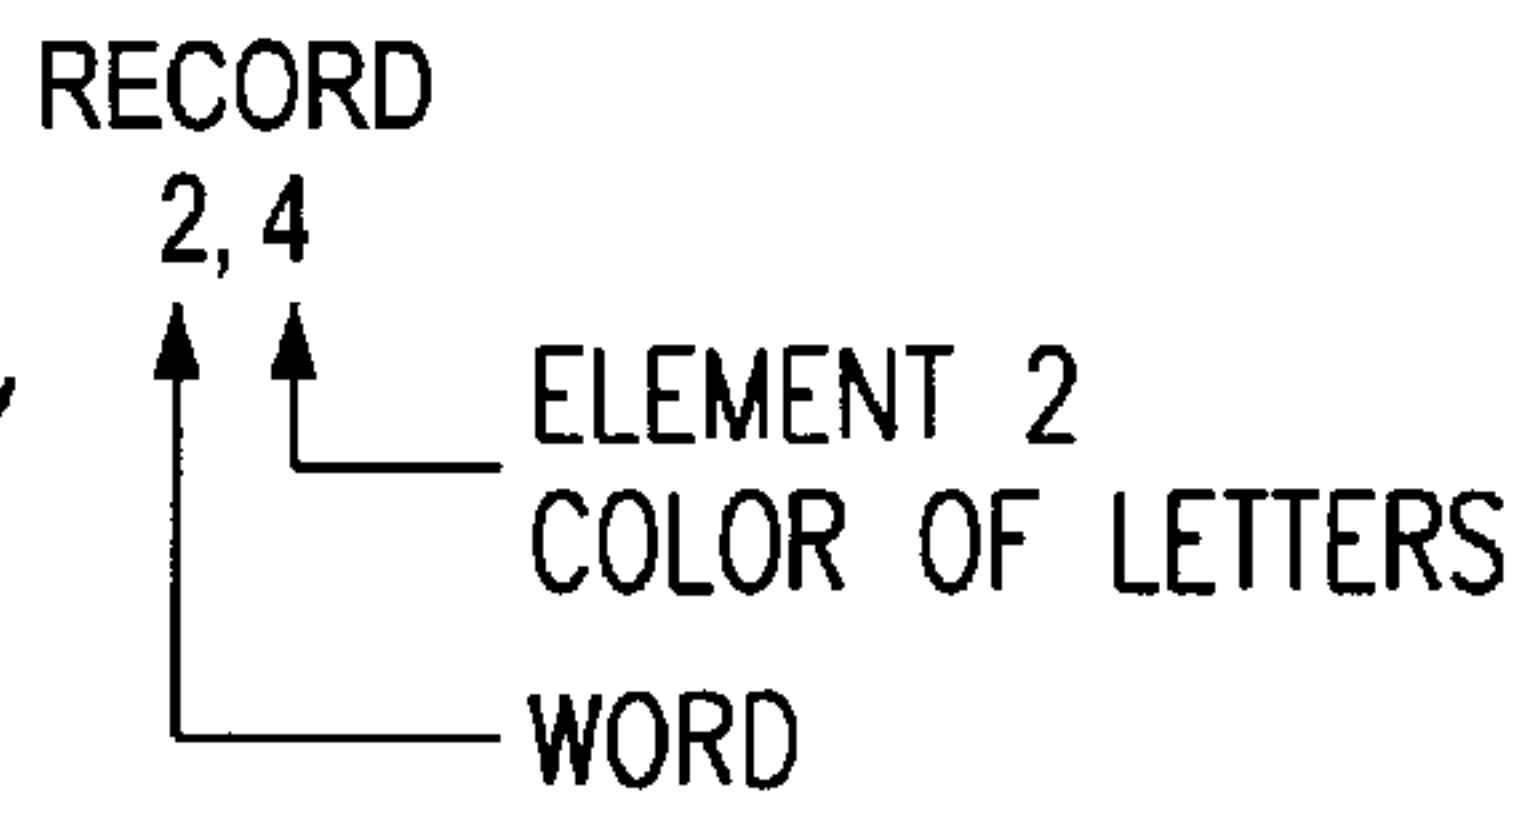 RECORD
2, 4
ELEMENT 2
COLOR OF LETTERS
WORD